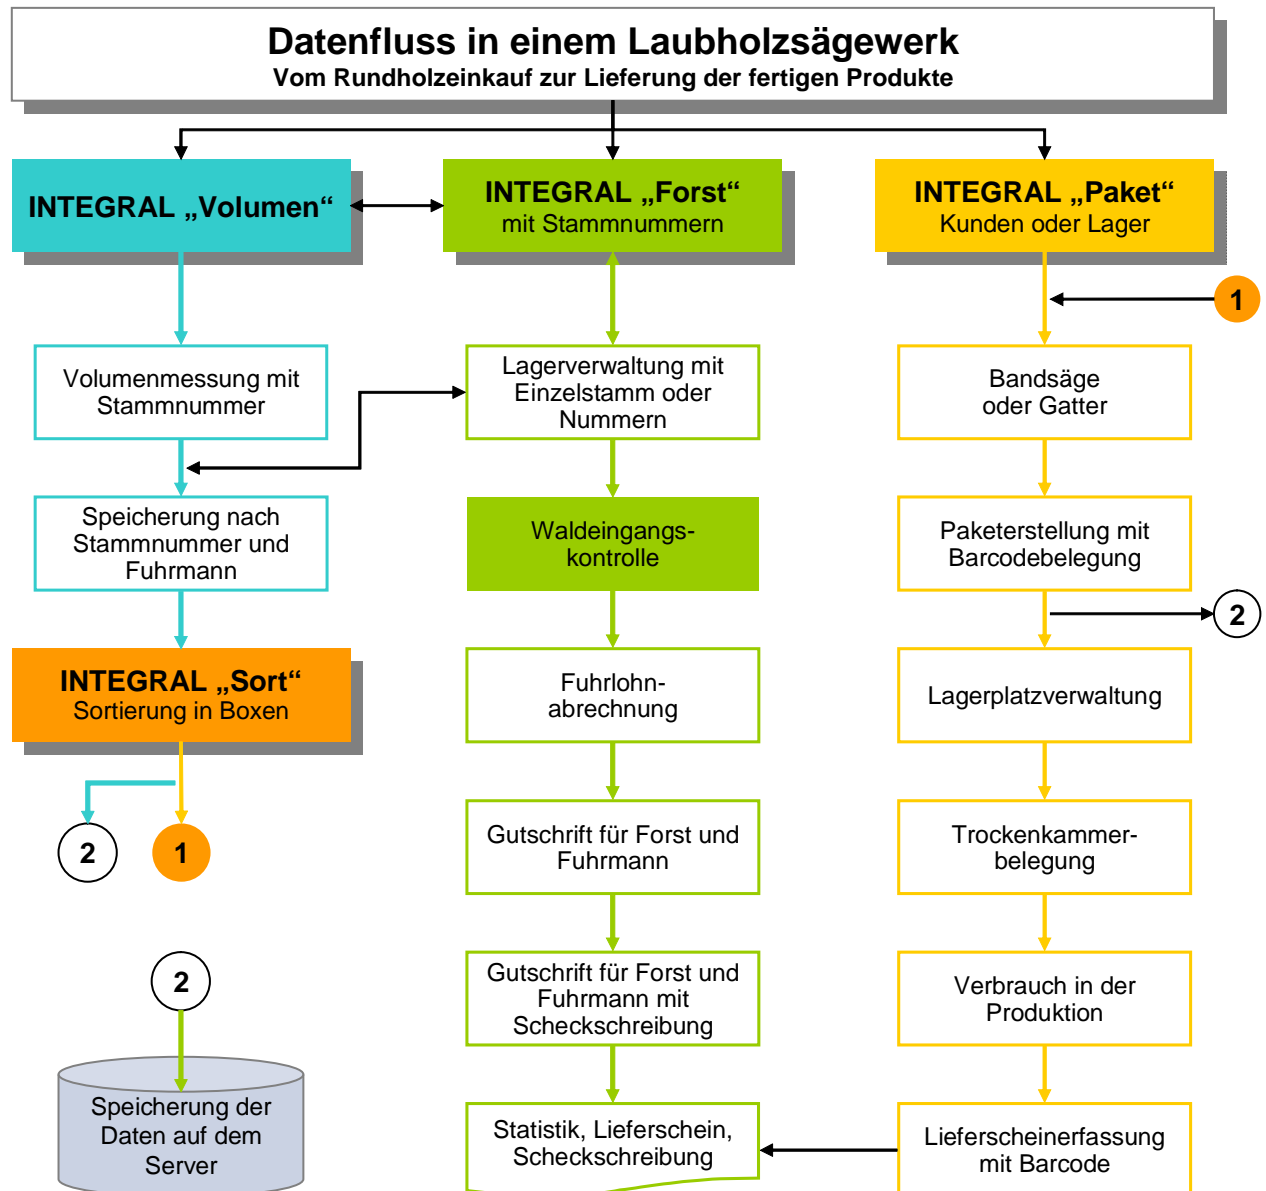 Datenfluss in einem Laubholzsägewerk
Vom Rundholzeinkauf zur Lieferung der fertigen Produkte
INTEGRAL „Volumen“
Volumenmessung mit
Stammnummer
Speicherung nach
Stammnummer und
Fuhrmann
INTEGRAL „Sort“
Sortierung in Boxen
2
1
2
Speicherung der
Daten auf dem
Server
INTEGRAL „Forst“
mit Stammnummern
Lagerverwaltung mit
Einzelstamm oder
Nummern
Waldeingangs-
kontrolle
Fuhrlohn-
abrechnung
Gutschrift für Forst und
Fuhrmann
Gutschrift für Forst und
Fuhrmann mit
Scheckschreibung
Statistik, Lieferschein,
Scheckschreibung
INTEGRAL „Paket“
Kunden oder Lager
1
Bandsäge
oder Gatter
Paketerstellung mit
Barcodebelegung
2
Lagerplatzverwaltung
Trockenkammer-
belegung
Verbrauch in der
Produktion
Lieferscheinerfassung
mit Barcode